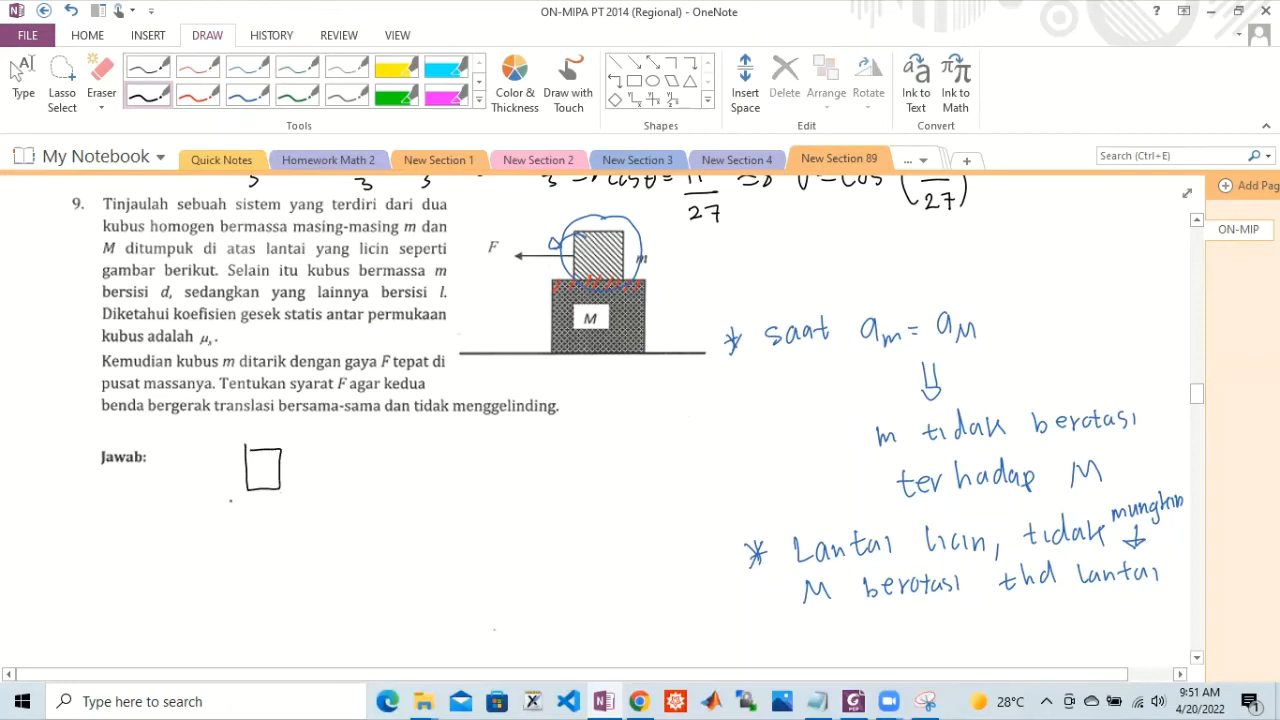 ON-MIPA PT 2014 (Regional) - OneNote
FILE HOME INSERT DRAW HISTORY REVIEW VIEW
Type Lasso Select Eraser Color & Thickness Draw with Touch Insert Space Delete Arrange Rotate Ink to Text Ink to Math
Tools Shapes Edit Convert
My Notebook Quick Notes Homework Math 2 New Section 1 New Section 2 New Section 3 New Section 4 New Section 89 ... Search (Ctrl+E)
Add Pag
ON-MIP
27 27
9. Tinjaulah sebuah sistem yang terdiri dari dua
kubus homogen bermassa masing-masing m dan
M ditumpuk di atas lantai yang licin seperti
gambar berikut. Selain itu kubus bermassa m
bersisi d, sedangkan yang lainnya bersisi l.
Diketahui koefisien gesek statis antar permukaan
kubus adalah μs.
Kemudian kubus m ditarik dengan gaya F tepat di
pusat massanya. Tentukan syarat F agar kedua
benda bergerak translasi bersama-sama dan tidak menggelinding.
F
m
M
Jawab:
* saat am = aM
⇓
m tidak berotasi
terhadap M
* Lantai licin, tidak mungkin
M berotasi thd lantai
Type here to search
28°C
9:51 AM
4/20/2022